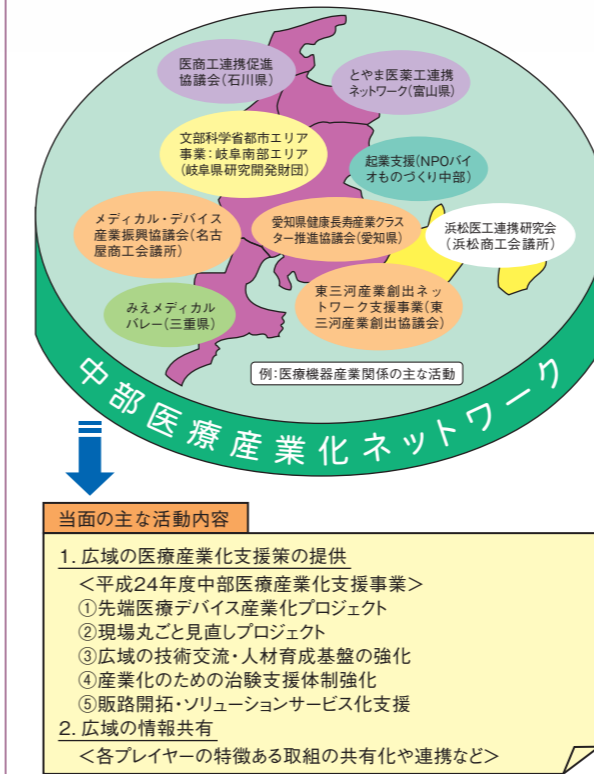 医商工連携促進
協議会(石川県)
とやま医薬工連携
ネットワーク(富山県)
文部科学省都市エリア
事業:岐阜南部エリア
(岐阜県研究開発財団)
起業支援(NPOバイ
オものづくり中部)
メディカル・デバイス
産業振興協議会(名古
屋商工会議所)
愛知県健康長寿産業クラス
ター推進協議会(愛知県)
浜松医工連携研究会
(浜松商工会議所)
みえメディカル
バレー(三重県)
東三河産業創出ネッ
トワーク支援事業(東
三河産業創出協議会)
例:医療機器産業関係の主な活動
中部医療産業化ネットワーク
当面の主な活動内容
1. 広域の医療産業化支援策の提供
<平成24年度中部医療産業化支援事業>
①先端医療デバイス産業化プロジェクト
②現場丸ごと見直しプロジェクト
③広域の技術交流・人材育成基盤の強化
④産業化のための治験支援体制強化
⑤販路開拓・ソリューションサービス化支援
2. 広域の情報共有
<各プレイヤーの特徴ある取組の共有化や連携など>